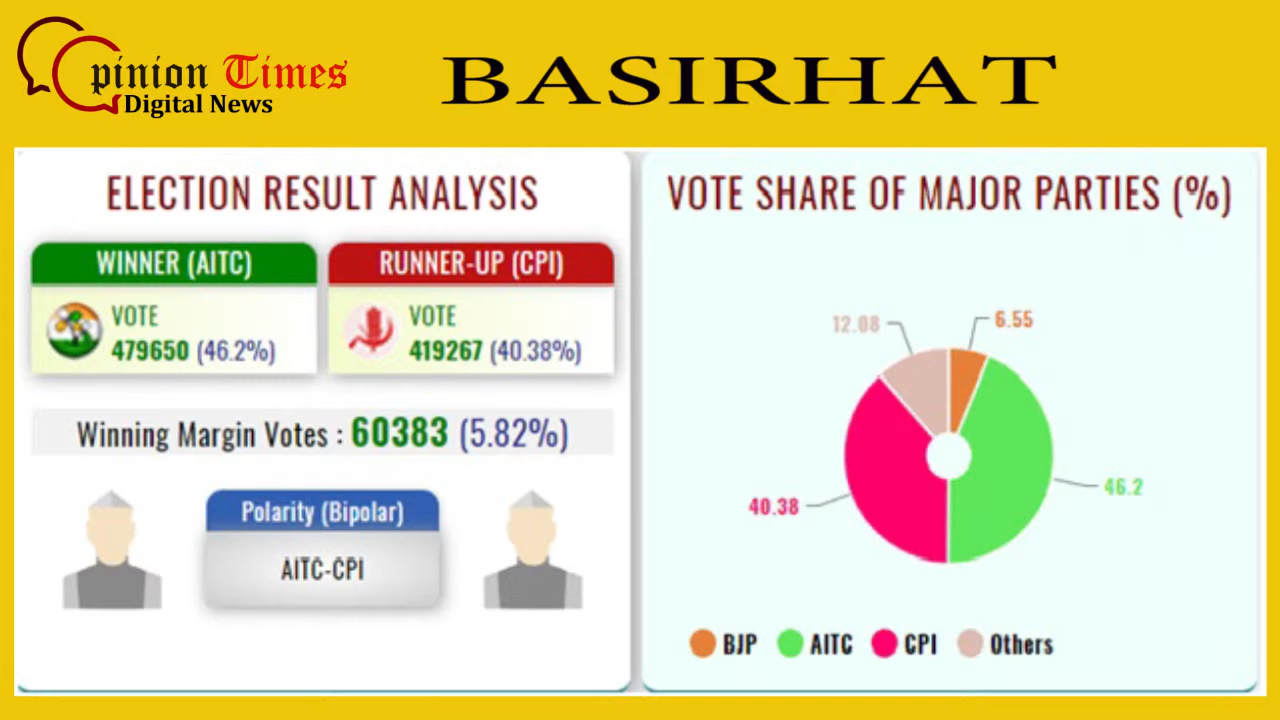 pinion Times
Digital News
BASIRHAT
ELECTION RESULT ANALYSIS
WINNER (AITC)
VOTE
479650 (46.2%)
RUNNER-UP (CPI)
VOTE
419267 (40.38%)
Winning Margin Votes : 60383 (5.82%)
Polarity (Bipolar)
AITC-CPI
VOTE SHARE OF MAJOR PARTIES (%)
12.08
6.55
46.2
40.38
BJP AITC CPI Others